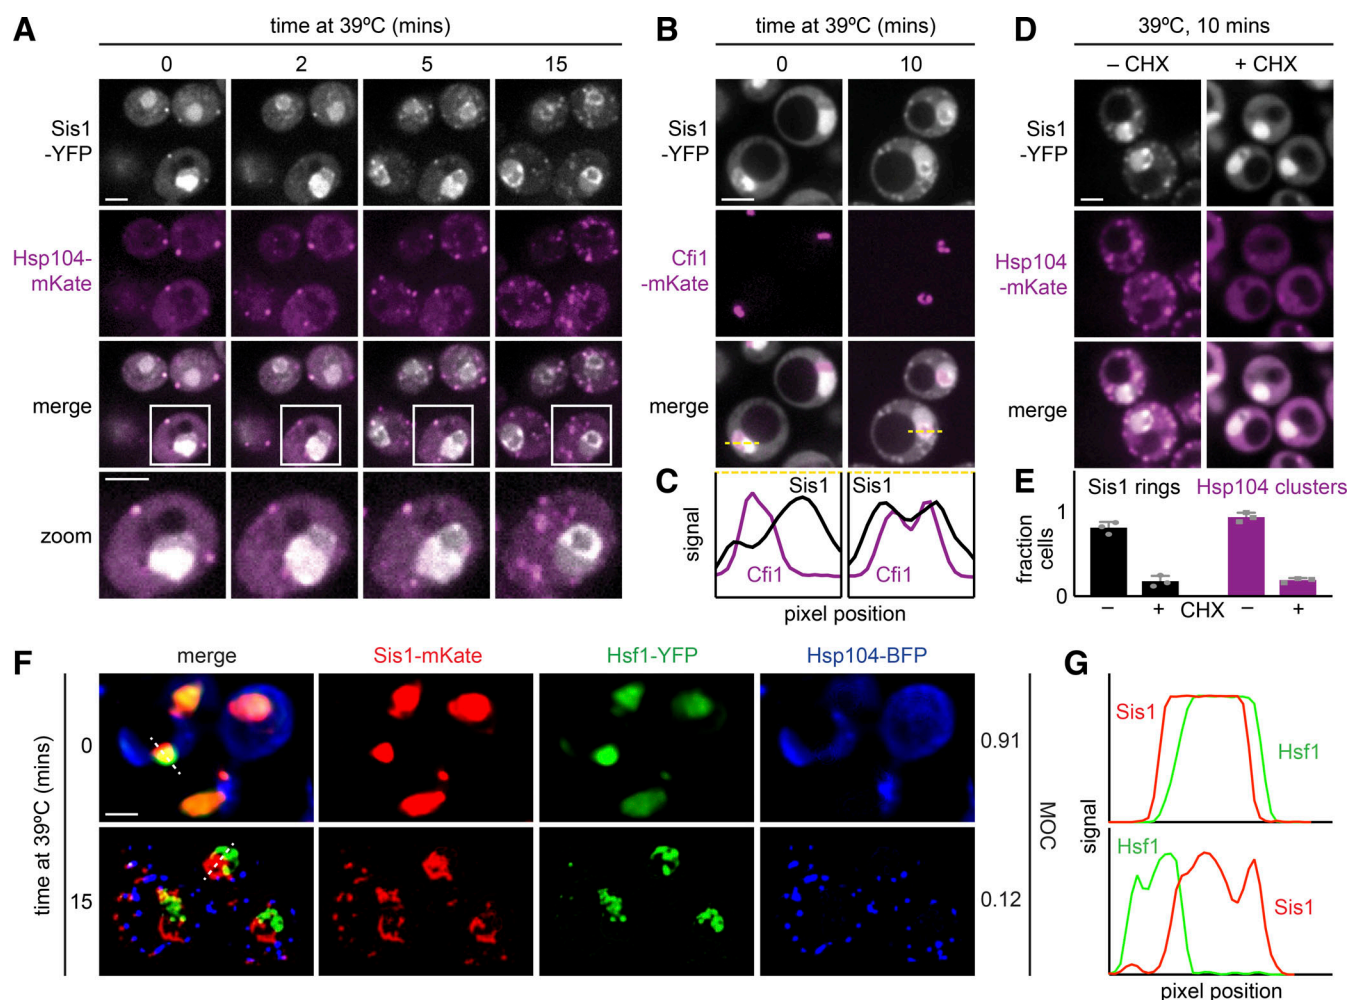 A
time at 39ºC (mins)
0 2 5 15
Sis1
-YFP
Hsp104-
mKate
merge
zoom
B
time at 39ºC (mins)
0 10
Sis1
-YFP
Cfi1
-mKate
merge
C
signal
Sis1
Cfi1
Sis1
Cfi1
pixel position
D
39ºC, 10 mins
– CHX + CHX
Sis1
-YFP
Hsp104
-mKate
merge
E
Sis1 rings Hsp104 clusters
fraction
cells
1
0
– + CHX – +
F
merge Sis1-mKate Hsf1-YFP Hsp104-BFP
time at 39ºC (mins)
0
15
0.91
0.12
MOC
G
signal
Sis1
Hsf1
Hsf1
Sis1
pixel position